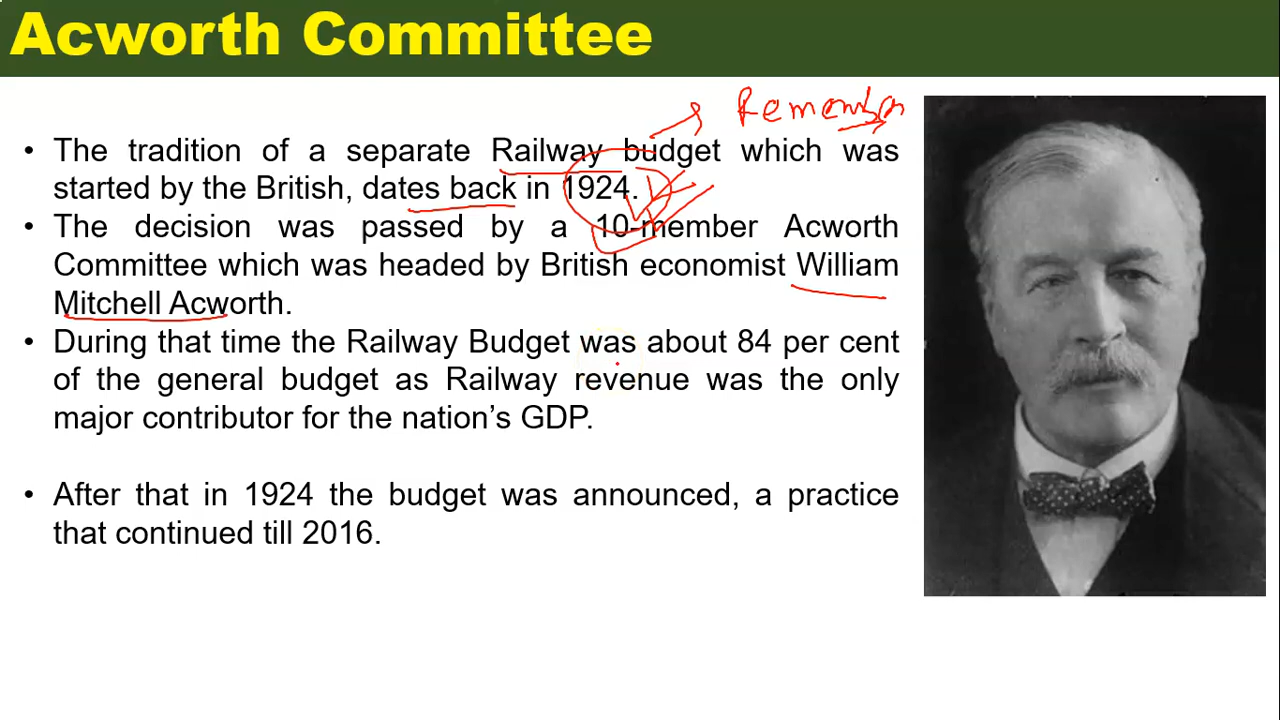 Acworth Committee
Remember
• The tradition of a separate Railway budget which was
started by the British, dates back in 1924.
• The decision was passed by a 10-member Acworth
Committee which was headed by British economist William
Mitchell Acworth.
• During that time the Railway Budget was about 84 per cent
of the general budget as Railway revenue was the only
major contributor for the nation’s GDP.
• After that in 1924 the budget was announced, a practice
that continued till 2016.